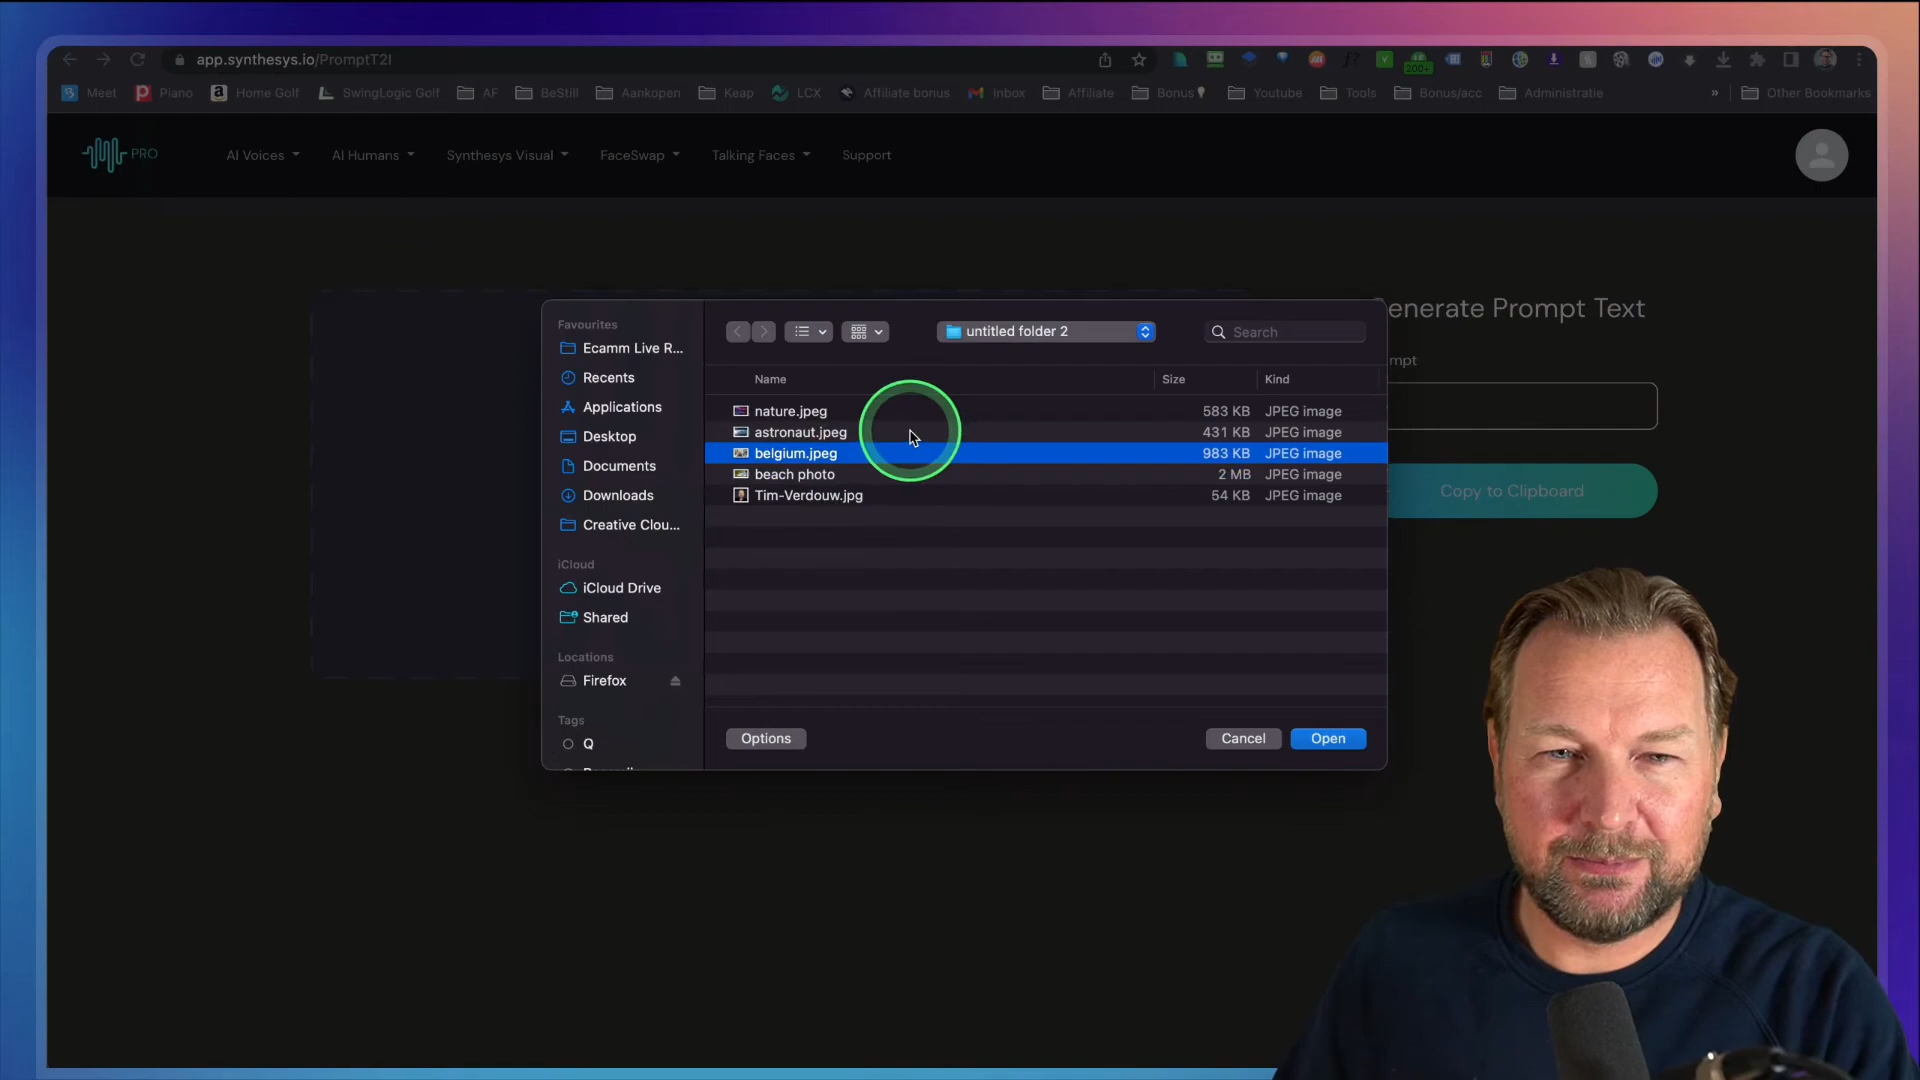 app.synthesys.io/PromptT2I
200+
Meet
Piano
Home Golf
SwingLogic Golf
AF
BeStill
Aankopen
Keap
LCX
Affiliate bonus
Inbox
Affiliate
Bonus
Youtube
Tools
Bonus/acc
Administratie
»
Other Bookmarks
PRO
AI Voices
AI Humans
Synthesys Visual
FaceSwap
Talking Faces
Support
enerate Prompt Text
mpt
Copy to Clipboard
Favourites
Ecamm Live R...
Recents
Applications
Desktop
Documents
Downloads
Creative Clou...
iCloud
iCloud Drive
Shared
Locations
Firefox
Tags
Q
untitled folder 2
Search
Name Size Kind
nature.jpeg 583 KB JPEG image
astronaut.jpeg 431 KB JPEG image
belgium.jpeg 983 KB JPEG image
beach photo 2 MB JPEG image
Tim-Verdouw.jpg 54 KB JPEG image
Options
Cancel
Open